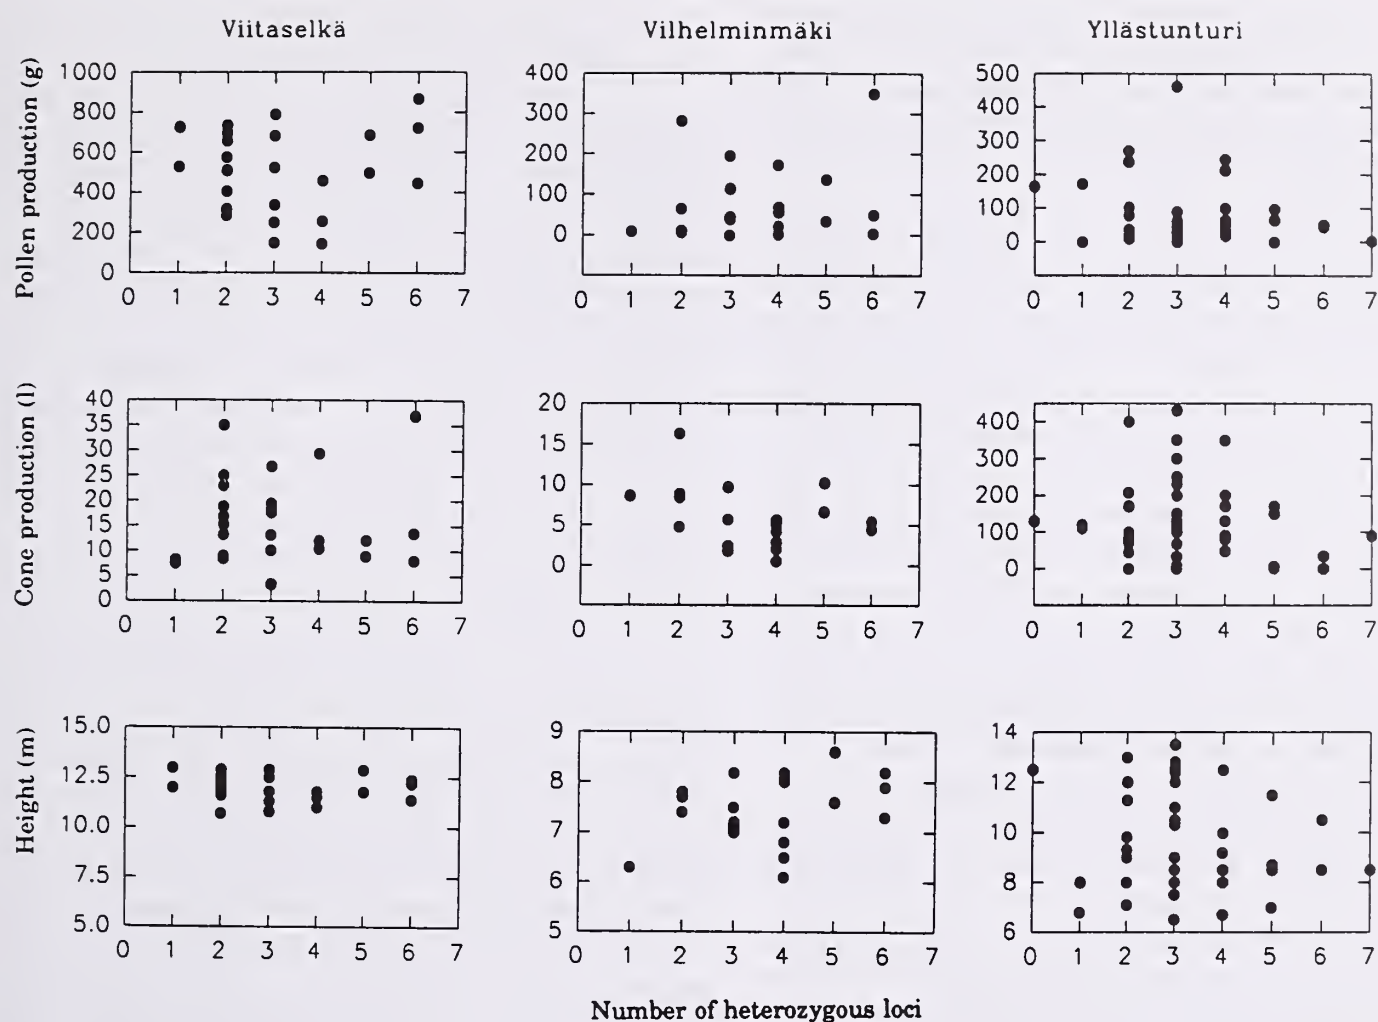 Viitaselkä Vilhelminmäki Yllästunturi
Pollen production (g)
1000 800 600 400 200 0
0 1 2 3 4 5 6 7
400 300 200 100 0
0 1 2 3 4 5 6 7
500 400 300 200 100 0
0 1 2 3 4 5 6 7
Cone production (l)
40 35 30 25 20 15 10 5 0
0 1 2 3 4 5 6 7
20 15 10 5 0
0 1 2 3 4 5 6 7
400 300 200 100 0
0 1 2 3 4 5 6 7
Height (m)
15.0 12.5 10.0 7.5 5.0
0 1 2 3 4 5 6 7
9 8 7 6 5
0 1 2 3 4 5 6 7
14 12 10 8 6
0 1 2 3 4 5 6 7
Number of heterozygous loci